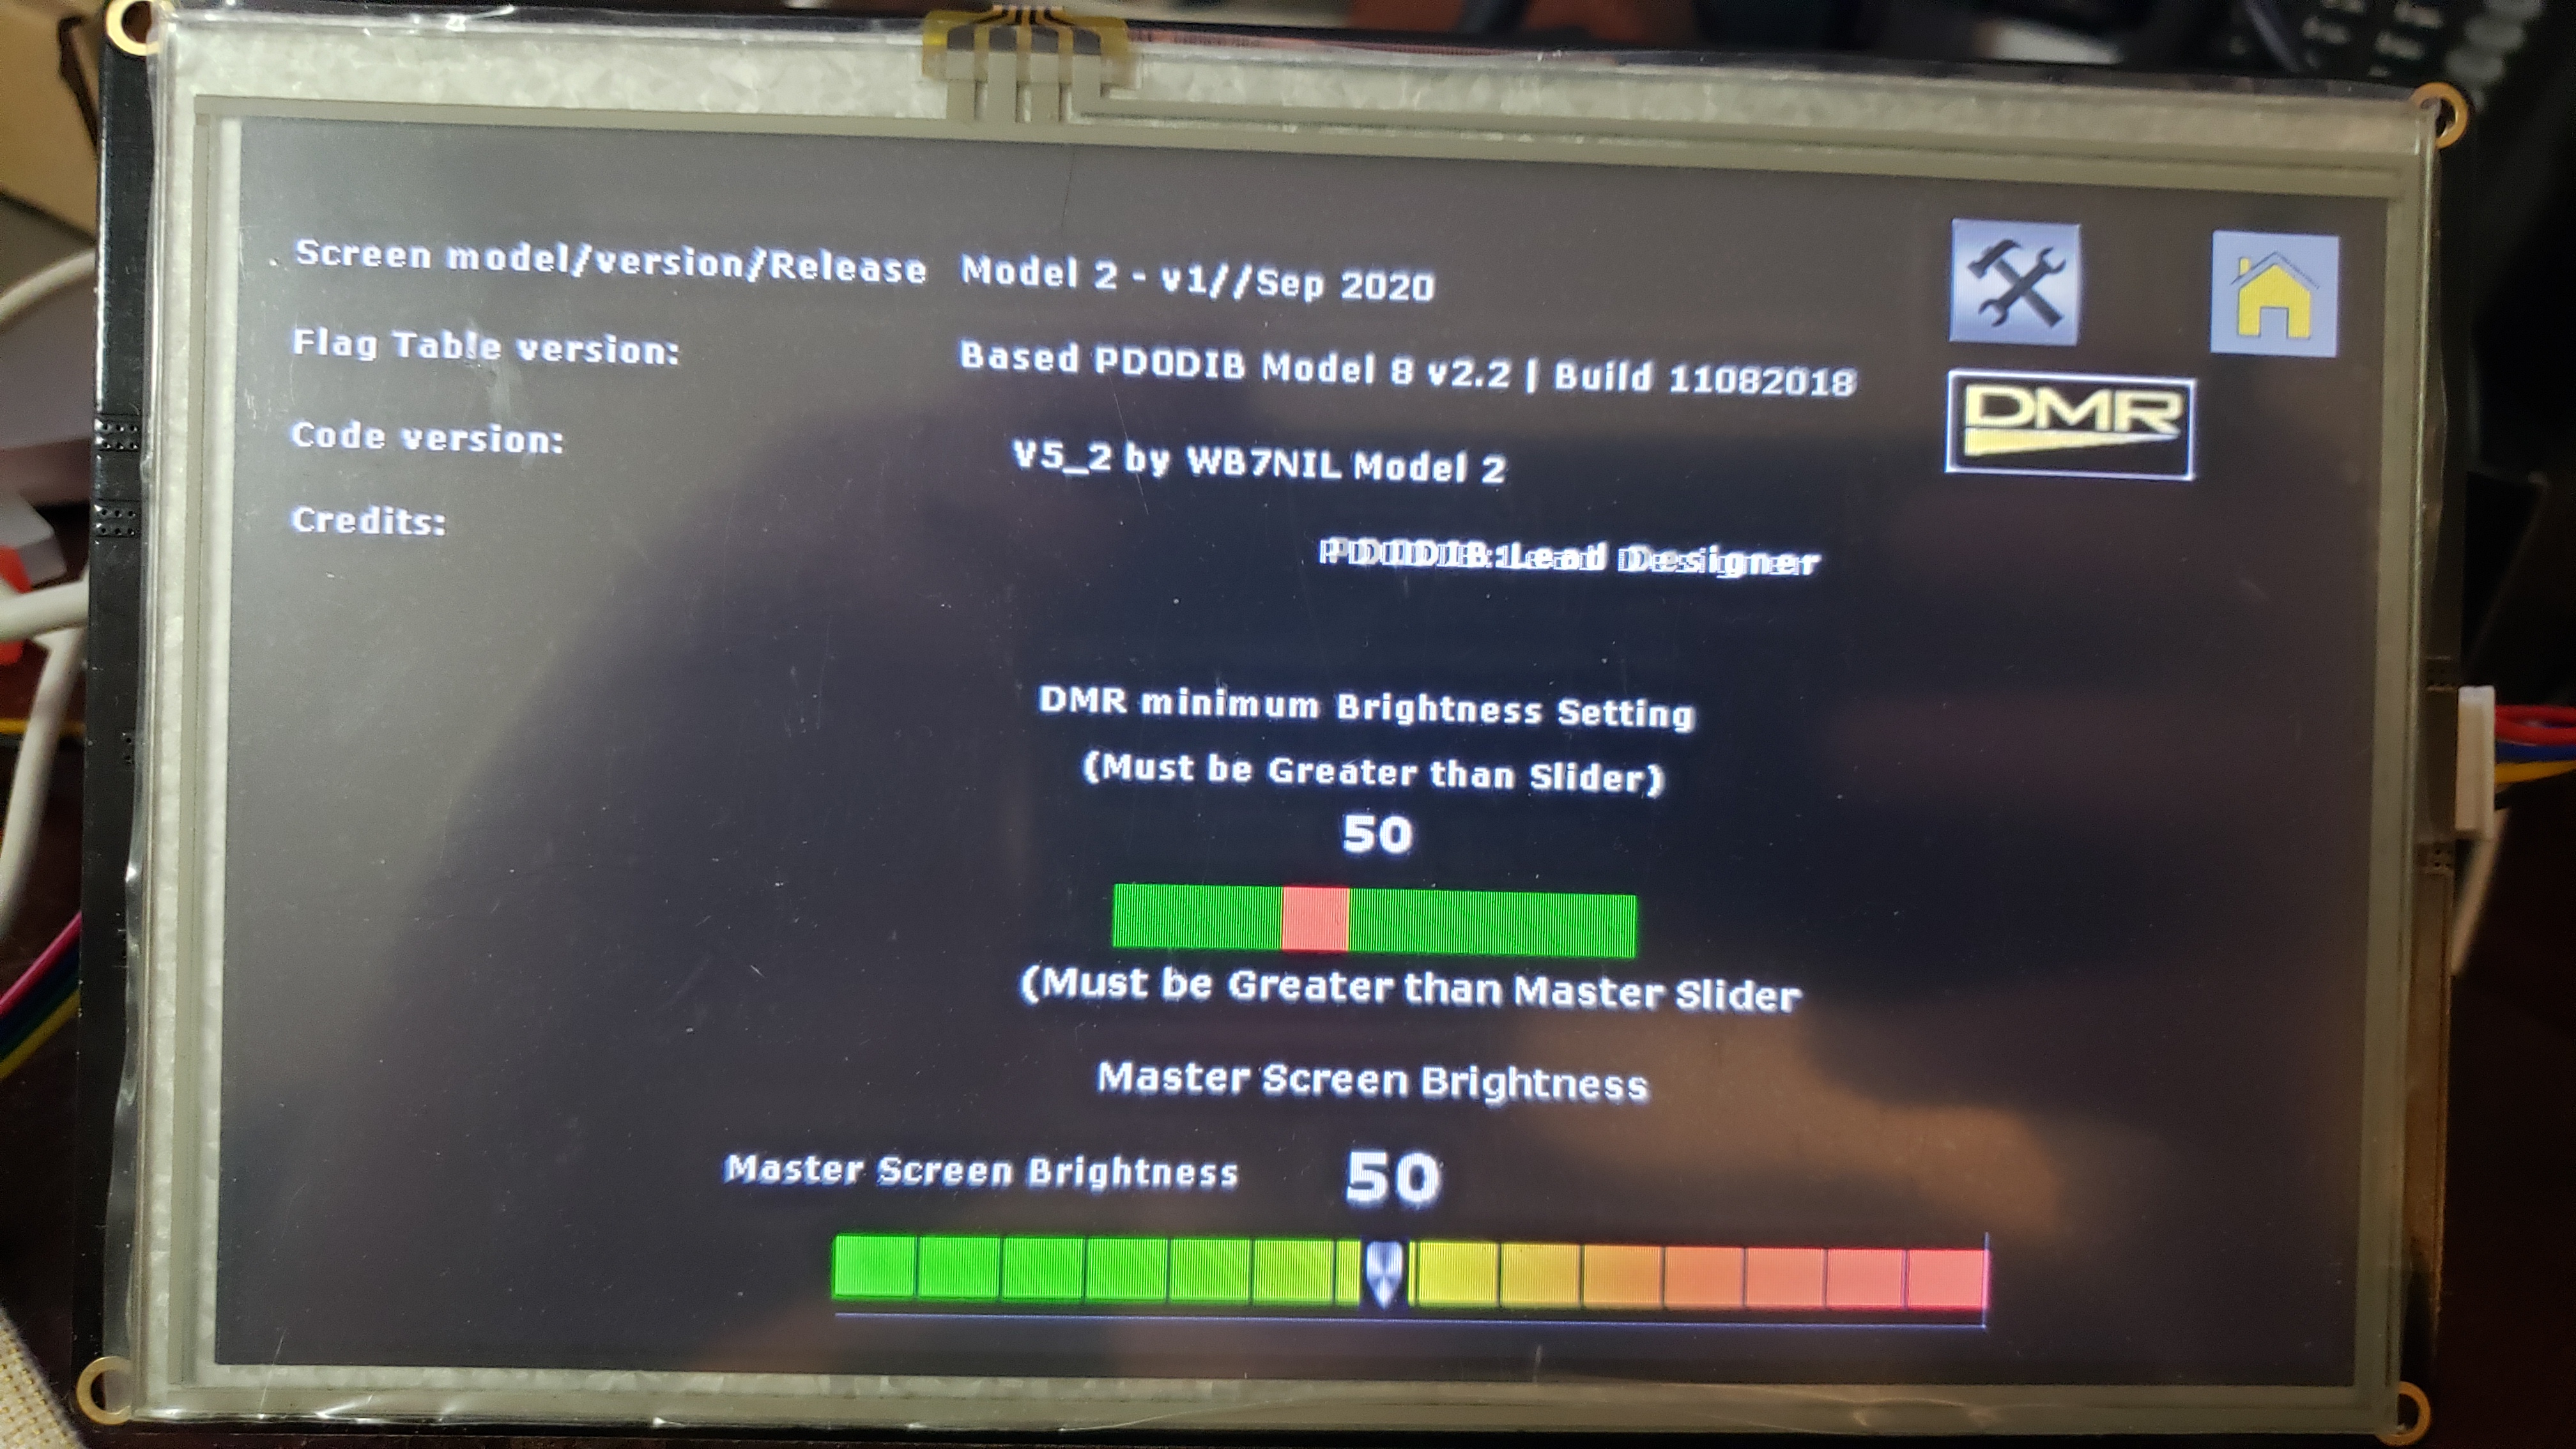 Screen model/version/Release Model 2 - v1//Sep 2020
Flag Table version: Based PD0DIB Model 8 v2.2 | Build 11082018
DMR
Code version: V5_2 by WB7NIL Model 2
Credits:
PD0DIB:Lead Designer
DMR minimum Brightness Setting
(Must be Greater than Slider)
50
(Must be Greater than Master Slider
Master Screen Brightness
Master Screen Brightness 50